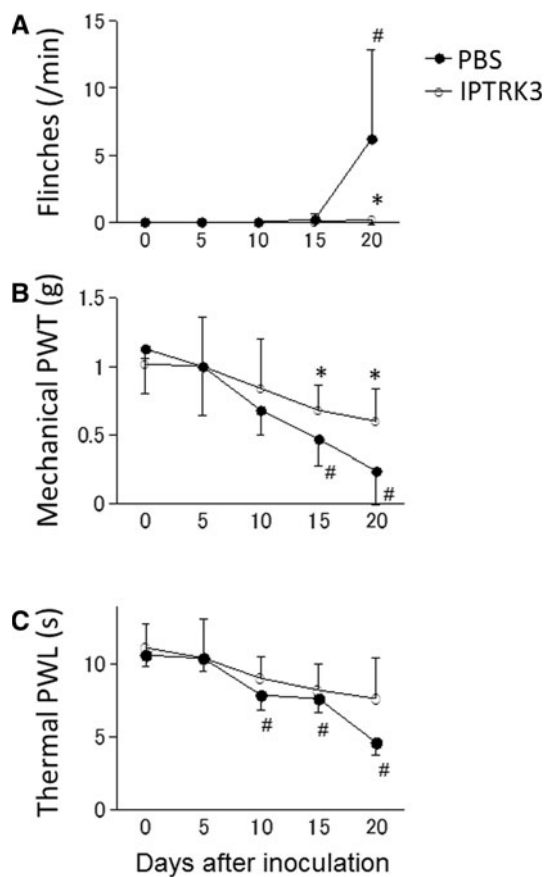 A
Flinches (/min)
15
10
5
0
#
*
0 5 10 15 20
PBS
IPTRK3
B
Mechanical PWT (g)
1.5
1
0.5
0
* *
# #
0 5 10 15 20
C
Thermal PWL (s)
10
5
0
# # #
0 5 10 15 20
Days after inoculation